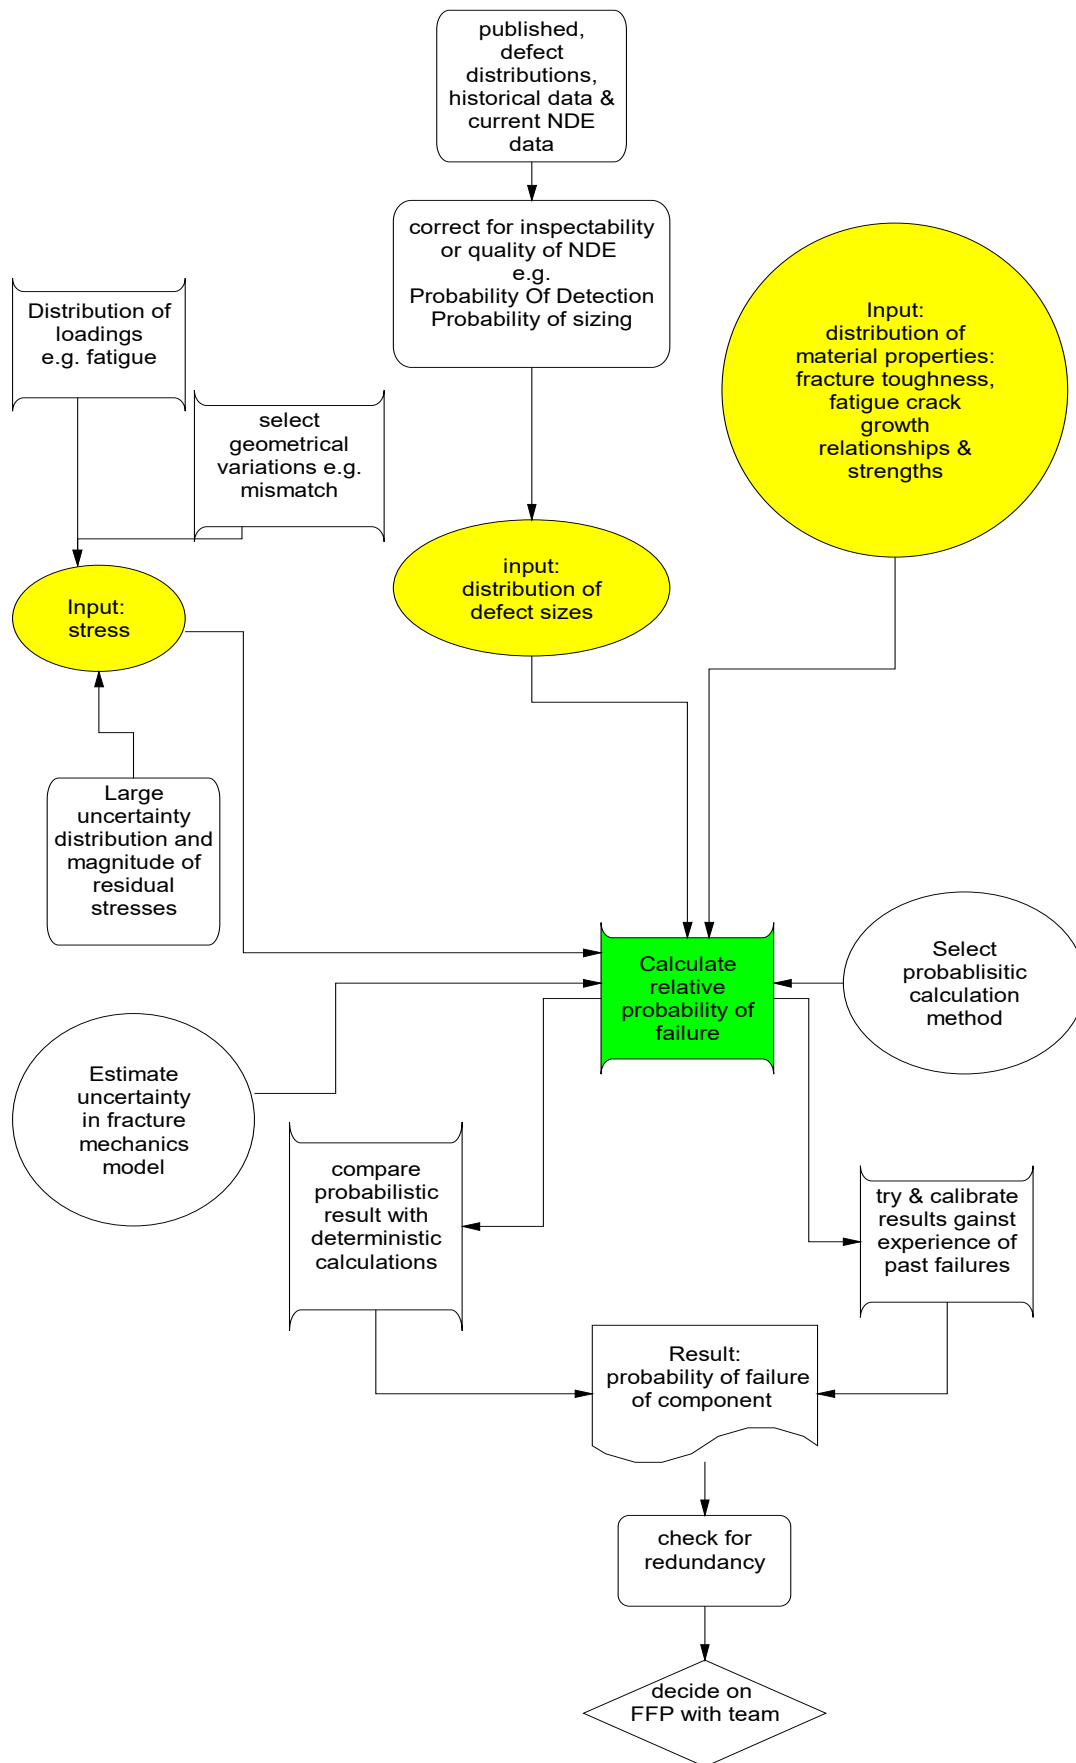 published,
defect
distributions,
historical data &
current NDE
data
correct for inspectability
or quality of NDE
e.g.
Probability Of Detection
Probability of sizing
Distribution of
loadings
e.g. fatigue
select
geometrical
variations e.g.
mismatch
Input:
distribution of
material properties:
fracture toughness,
fatigue crack
growth
relationships &
strengths
Input:
stress
input:
distribution of
defect sizes
Large
uncertainty
distribution and
magnitude of
residual
stresses
Calculate
relative
probability of
failure
Select
probablisitic
calculation
method
Estimate
uncertainty
in fracture
mechanics
model
compare
probabilistic
result with
deterministic
calculations
try & calibrate
results gainst
experience of
past failures
Result:
probability of failure
of component
check for
redundancy
decide on
FFP with team